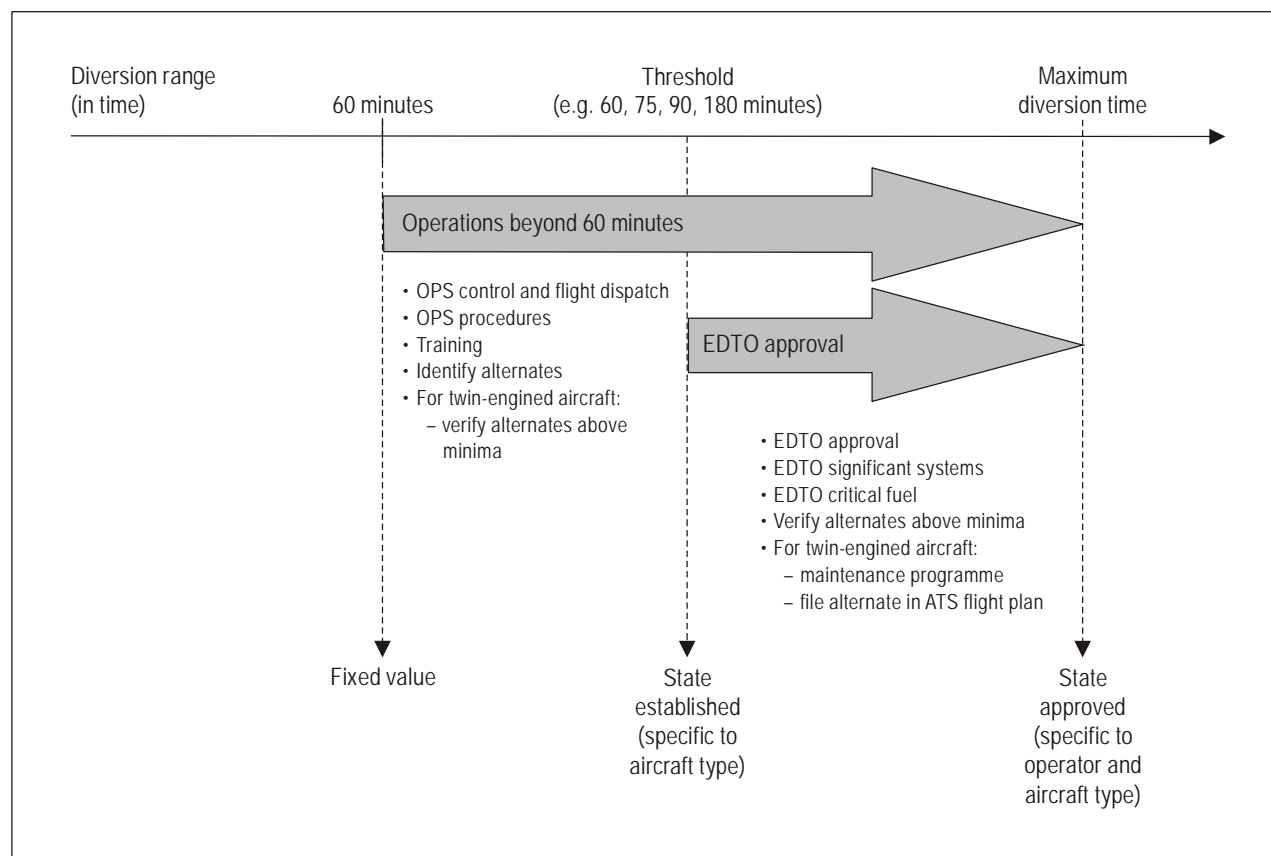 Diversion range
(in time)
60 minutes
Threshold
(e.g. 60, 75, 90, 180 minutes)
Maximum
diversion time
Operations beyond 60 minutes
• OPS control and flight dispatch
• OPS procedures
• Training
• Identify alternates
• For twin-engined aircraft:
– verify alternates above
minima
EDTO approval
• EDTO approval
• EDTO significant systems
• EDTO critical fuel
• Verify alternates above minima
• For twin-engined aircraft:
– maintenance programme
– file alternate in ATS flight plan
Fixed value
State
established
(specific to
aircraft type)
State
approved
(specific to
operator and
aircraft type)